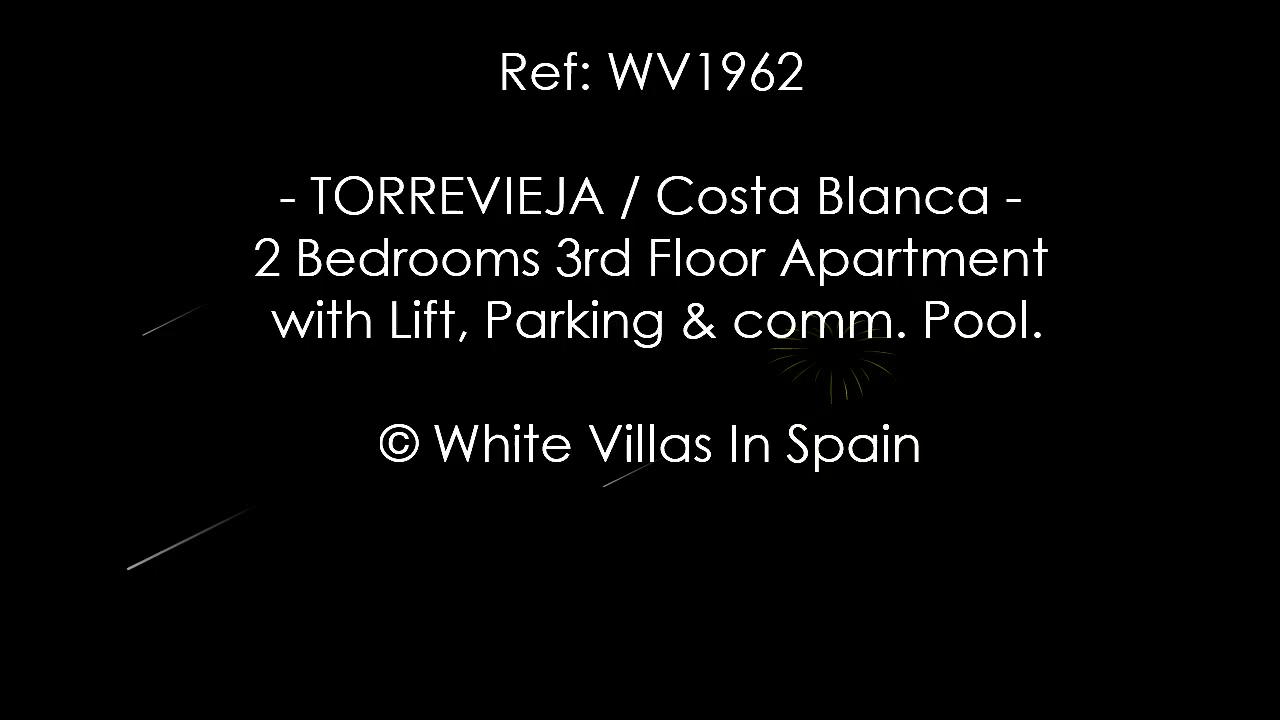 Ref: WV1962
- TORREVIEJA / Costa Blanca -
2 Bedrooms 3rd Floor Apartment
with Lift, Parking & comm. Pool.
© White Villas In Spain